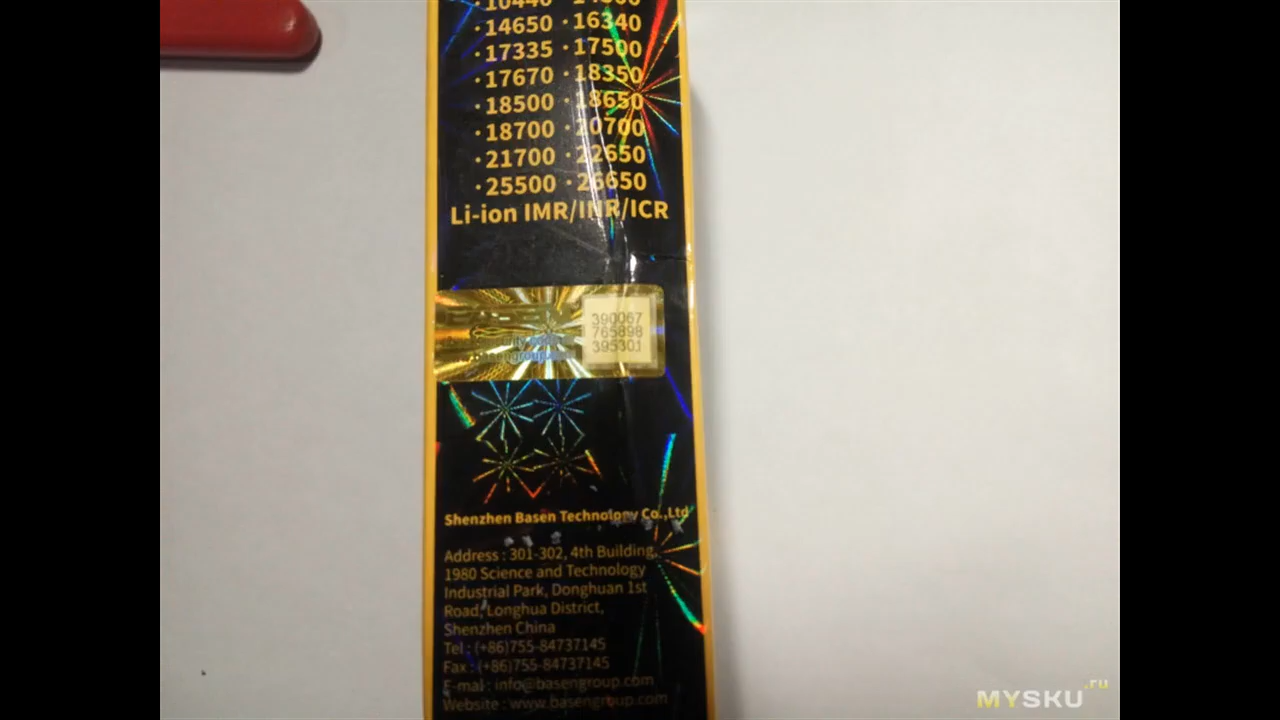 ·10440
·14650 ·16340
·17335 ·17500
·17670 ·18350
·18500 ·18650
·18700 ·20700
·21700 ·22650
·25500 ·26650
Li-ion IMR/INR/ICR
390067
765898
395301
Shenzhen Basen Technology Co.,Ltd
Address : 301-302, 4th Building,
1980 Science and Technology
Industrial Park, Donghuan 1st
Road, Longhua District,
Shenzhen China
Tel : (+86)755-84737145
Fax : (+86)755-84737145
E-mal : info@basengroup.com
Website : www.basengroup.com
MYSKU.ru